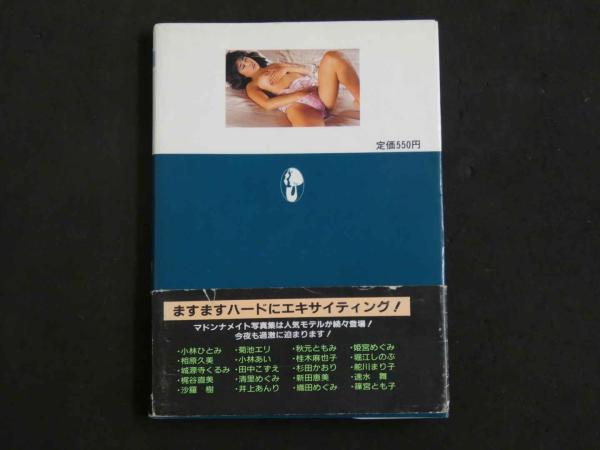 定価550円
ますますハードにエキサイティング！
マドンナメイト写真集は人気モデルが続々登場！
今夜も過激に迫まります！
・小林ひとみ ・菊池エリ ・秋元ともみ ・姫宮めぐみ
・相原久美 ・小林あい ・桂木麻也子 ・堀江しのぶ
・城源寺くるみ ・田中こずえ ・杉田かおり ・舵川まり子
・梶谷直美 ・清里めぐみ ・新田恵美 ・速水　舞
・沙羅　樹 ・井上あんり ・織田めぐみ ・篠宮とも子